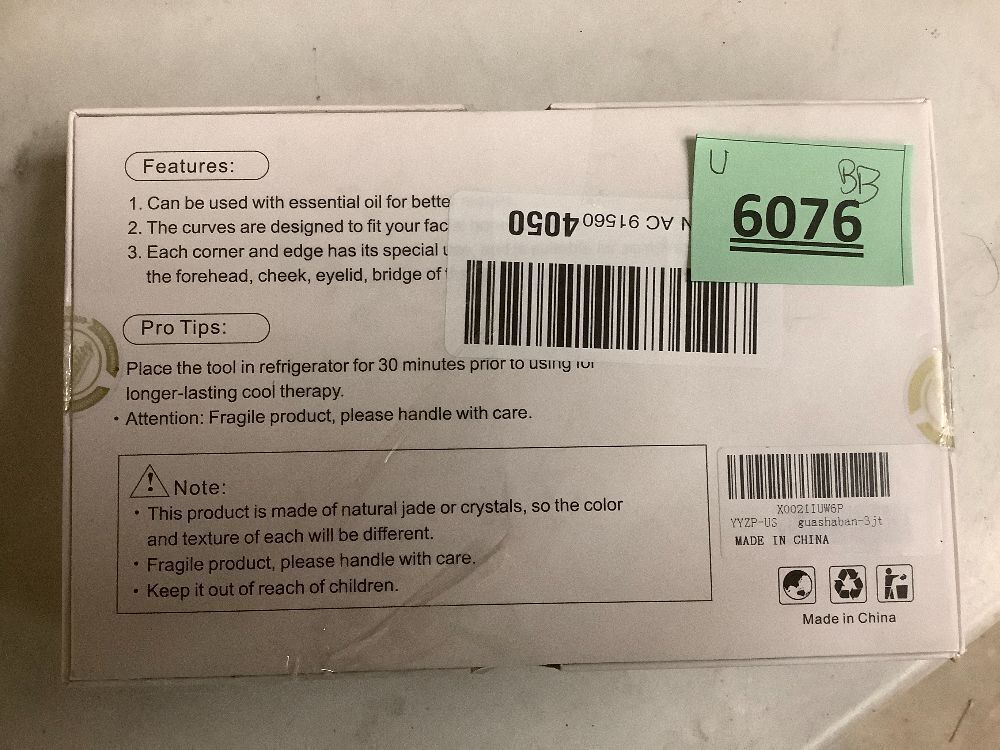 Features:
1. Can be used with essential oil for
2. The curves are designed to fit your
3. Each corner and edge has its special
the forehead, cheek, eyelid, bridge of
N AC 91560 4050
U
BB
6076
Pro Tips:
Place the tool in refrigerator for 30 minutes prior to using for
longer-lasting cool therapy.
· Attention: Fragile product, please handle with care.
Note:
· This product is made of natural jade or crystals, so the color
and texture of each will be different.
· Fragile product, please handle with care.
· Keep it out of reach of children.
X002IIUW6P
YYZP-US guashaban-3jt
MADE IN CHINA
Made in China